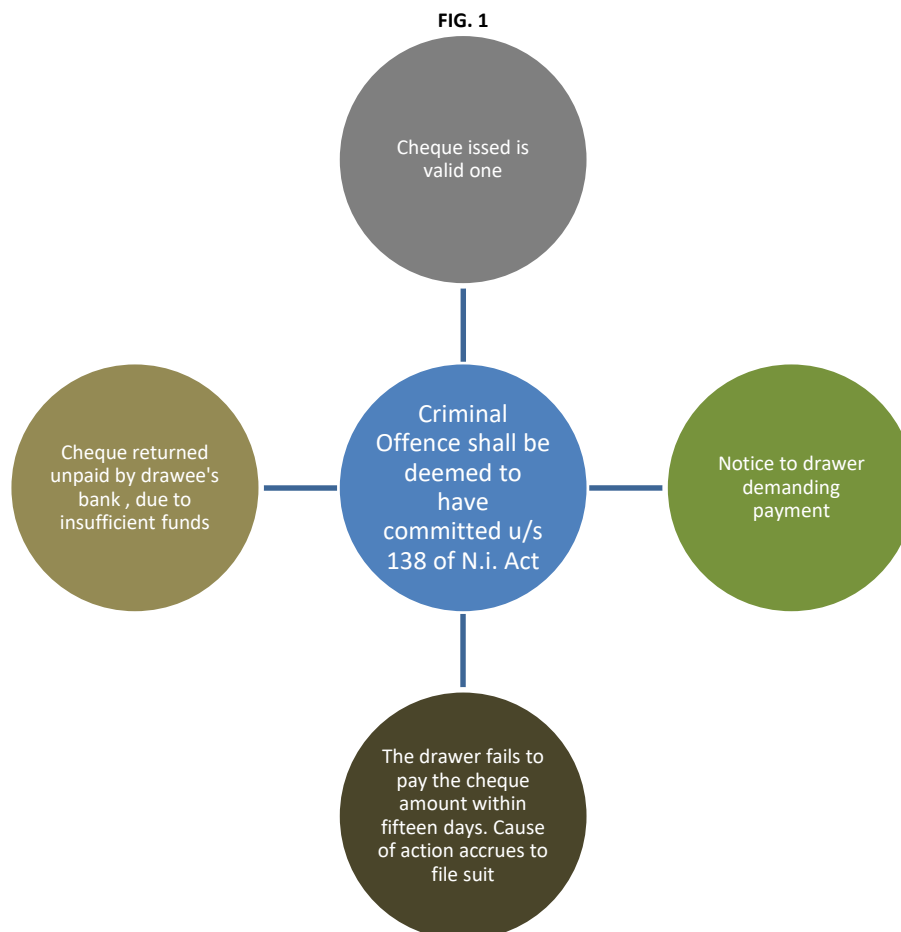 FIG. 1
Cheque issed is
valid one
Cheque returned
unpaid by drawee's
bank , due to
insufficient funds
Criminal
Offence shall be
deemed to
have
committed u/s
138 of N.i. Act
Notice to drawer
demanding
payment
The drawer fails to
pay the cheque
amount within
fifteen days. Cause
of action accrues to
file suit